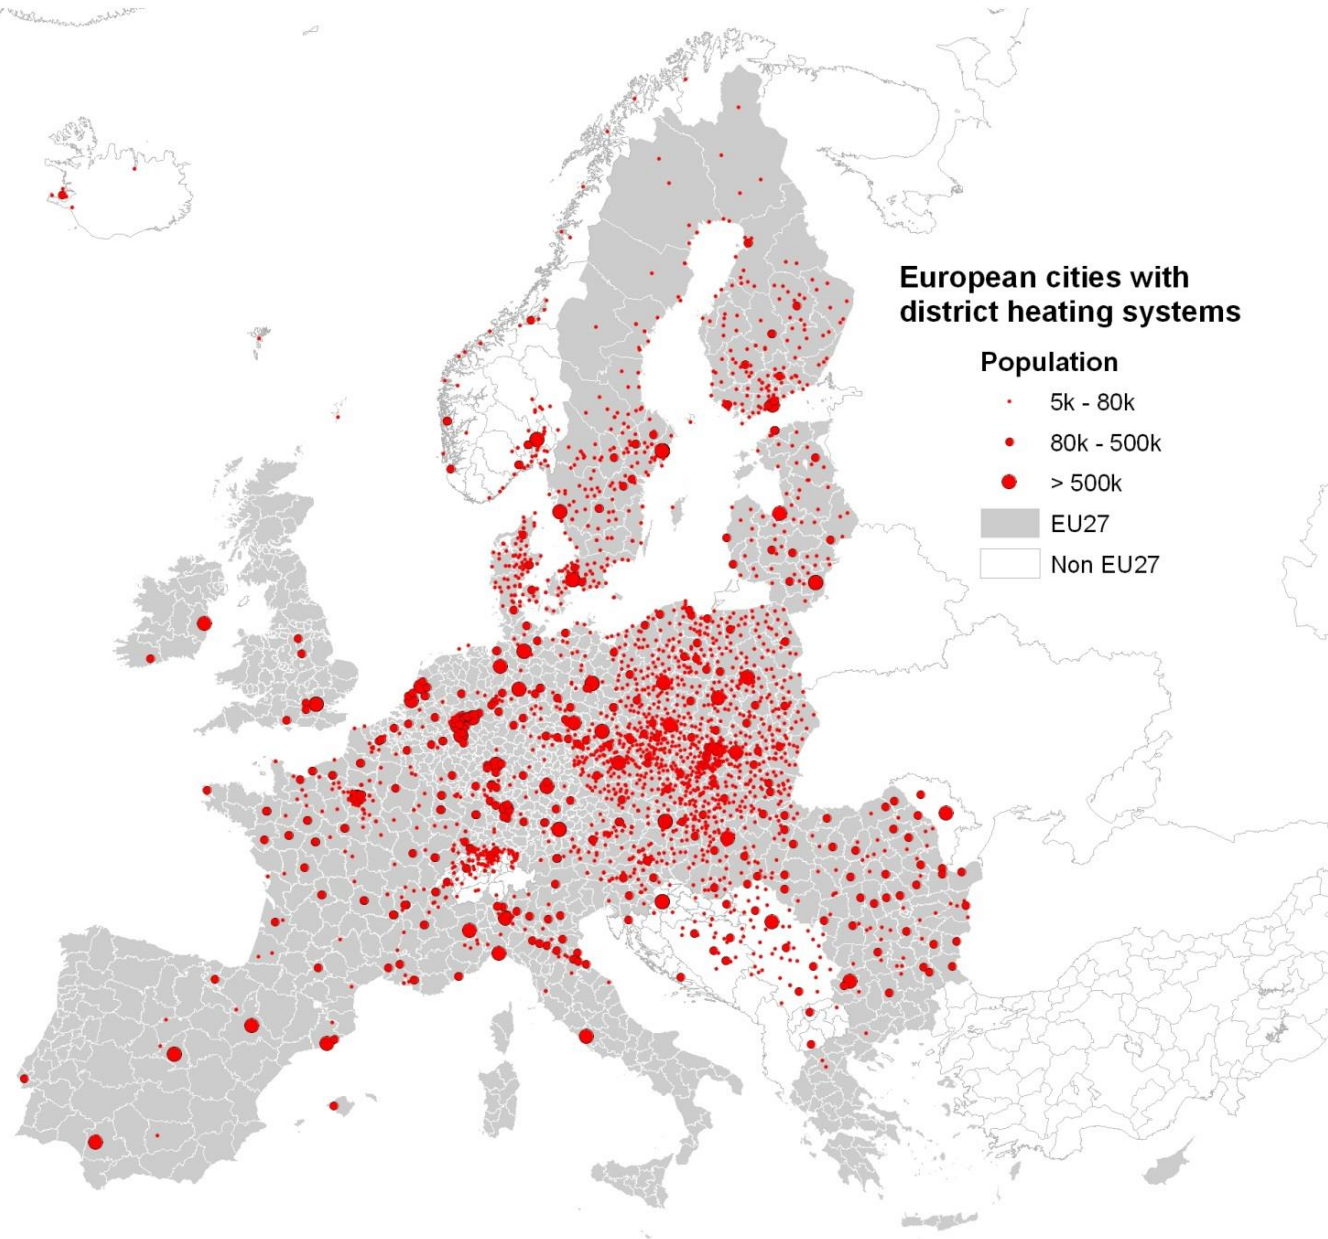 European cities with
district heating systems
Population
5k - 80k
80k - 500k
> 500k
EU27
Non EU27